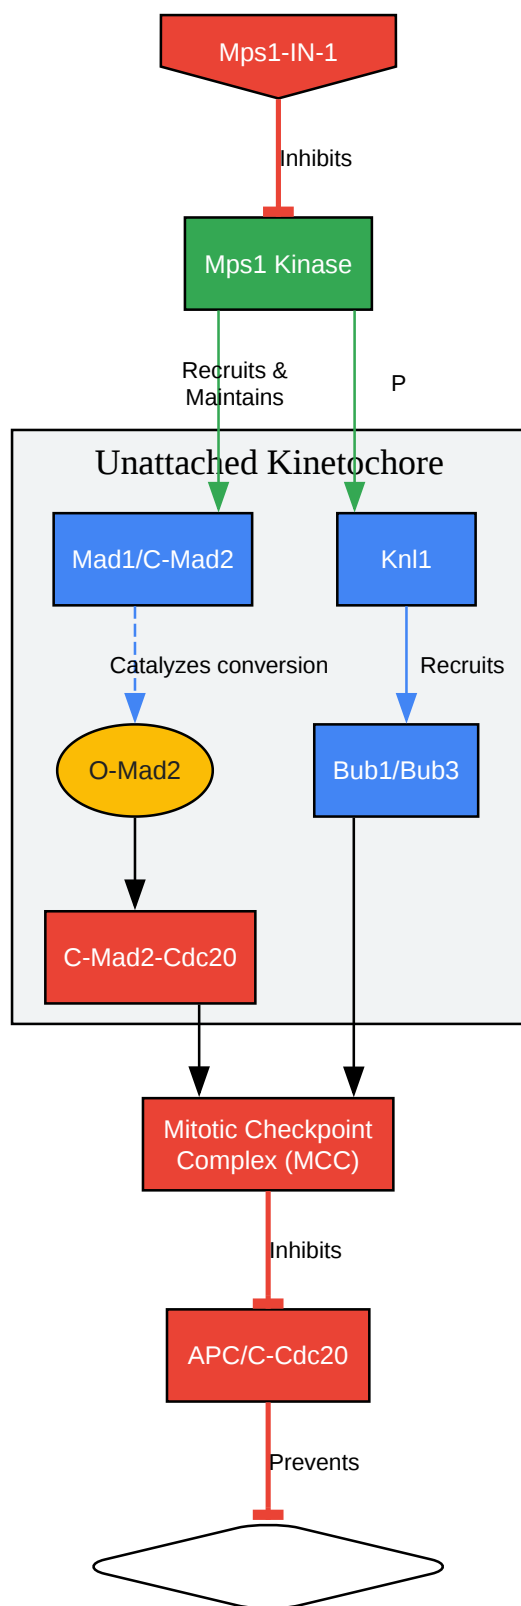 Mps1-IN-1
Inhibits
Mps1 Kinase
Recruits &
Maintains
P
Unattached Kinetochore
Mad1/C-Mad2
Knl1
Catalyzes conversion
Recruits
O-Mad2
Bub1/Bub3
C-Mad2-Cdc20
Mitotic Checkpoint
Complex (MCC)
Inhibits
APC/C-Cdc20
Prevents